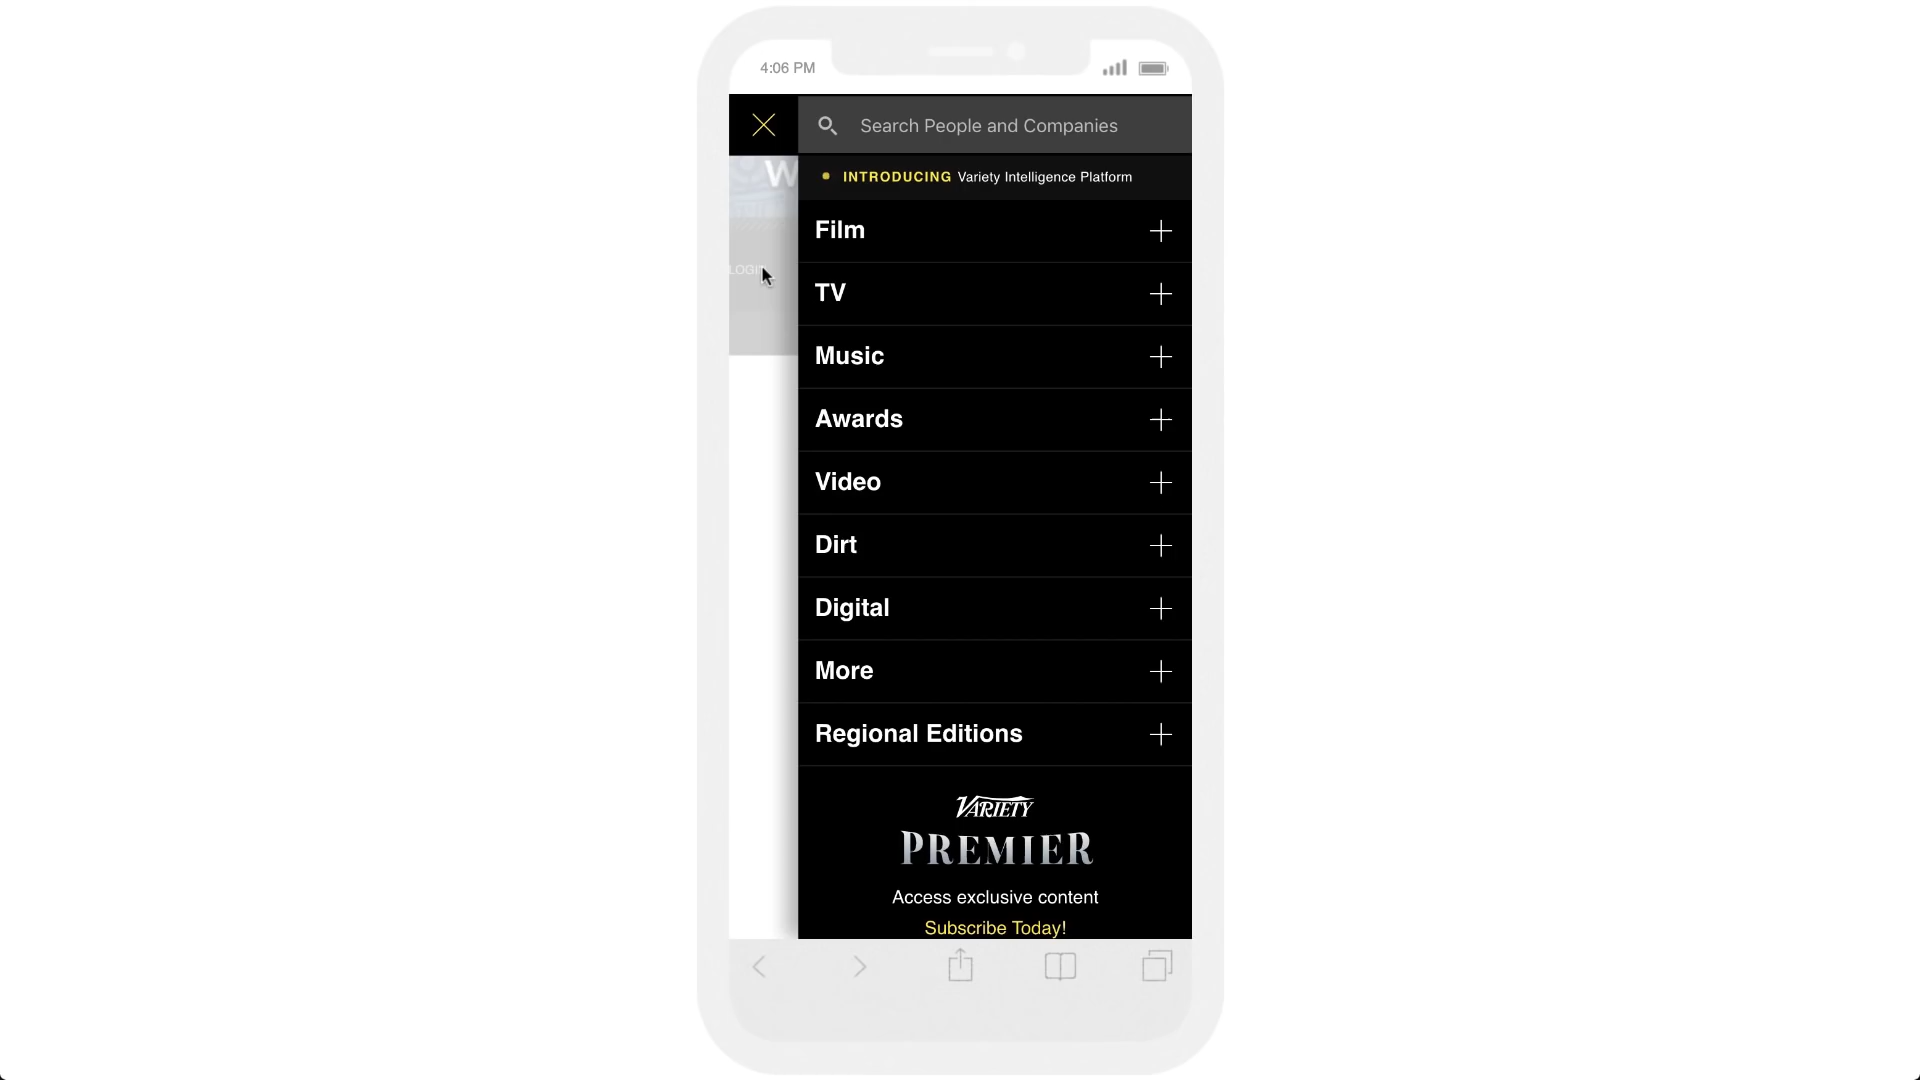 4:06 PM
Search People and Companies
W
INTRODUCING Variety Intelligence Platform
Film
LOGI
TV
Music
Awards
Video
Dirt
Digital
More
Regional Editions
VARIETY
PREMIER
Access exclusive content
Subscribe Today!